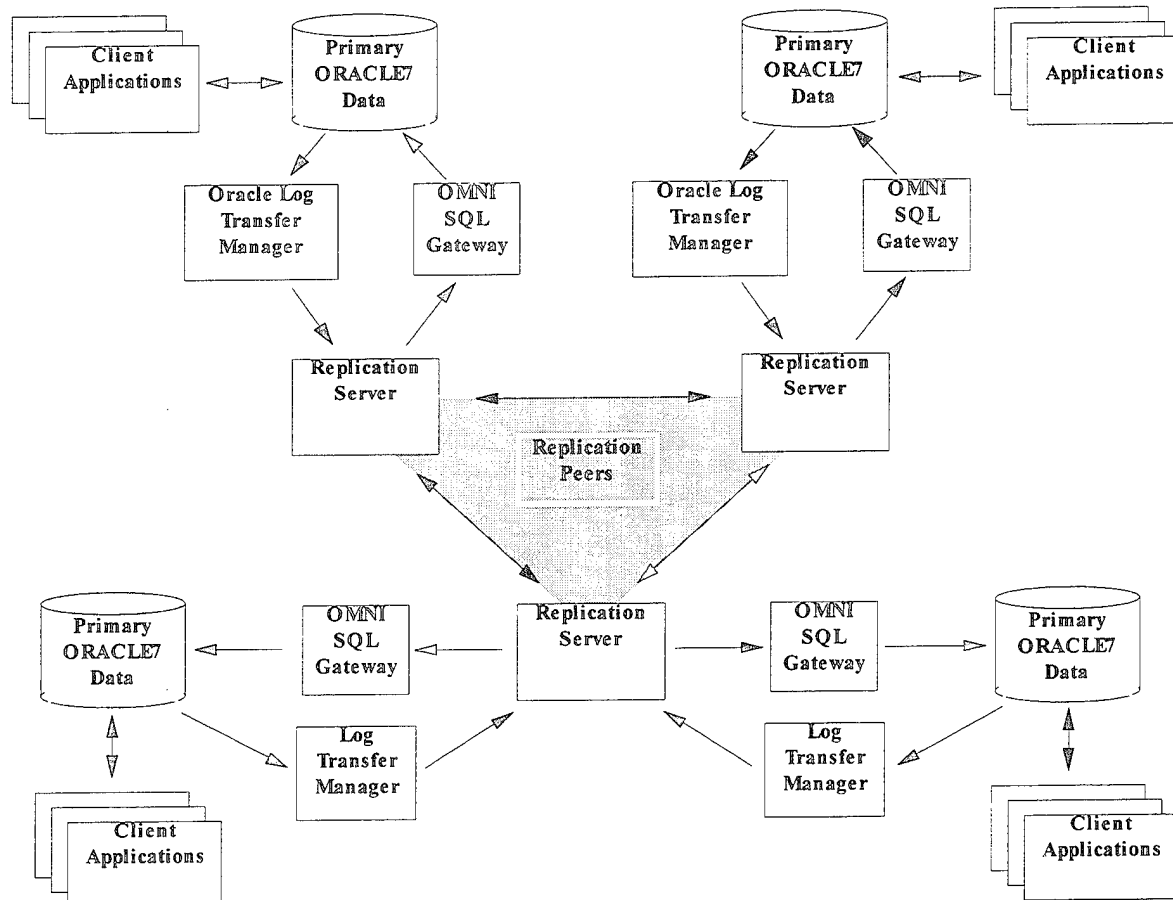 Client
Applications
Primary
ORACLE7
Data
Primary
ORACLE7
Data
Client
Applications
Oracle Log
Transfer
Manager
OMNI
SQL
Gateway
Oracle Log
Transfer
Manager
OMNI
SQL
Gateway
Replication
Server
Replication
Server
Replication
Peers
Primary
ORACLE7
Data
OMNI
SQL
Gateway
Replication
Server
OMNI
SQL
Gateway
Primary
ORACLE7
Data
Log
Transfer
Manager
Log
Transfer
Manager
Client
Applications
Client
Applications